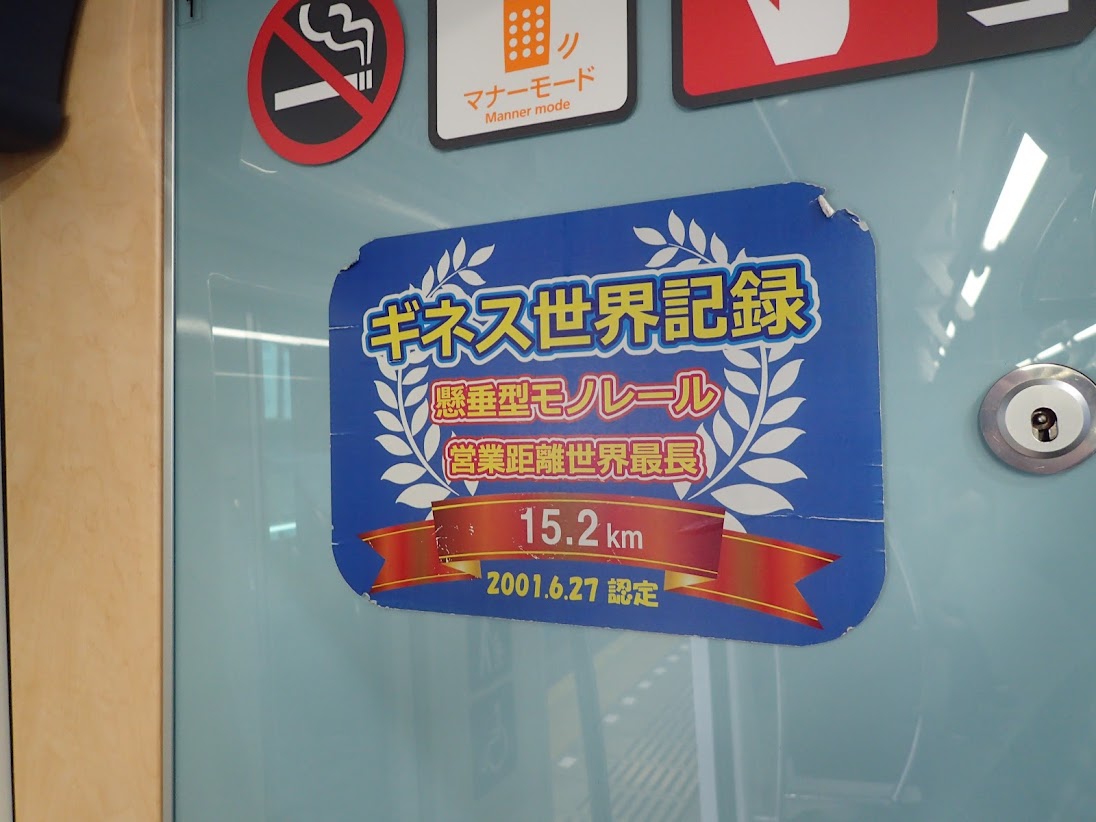 マナーモード
Manner mode
ギネス世界記録
懸垂型モノレール
営業距離世界最長
15.2km
2001.6.27 認定